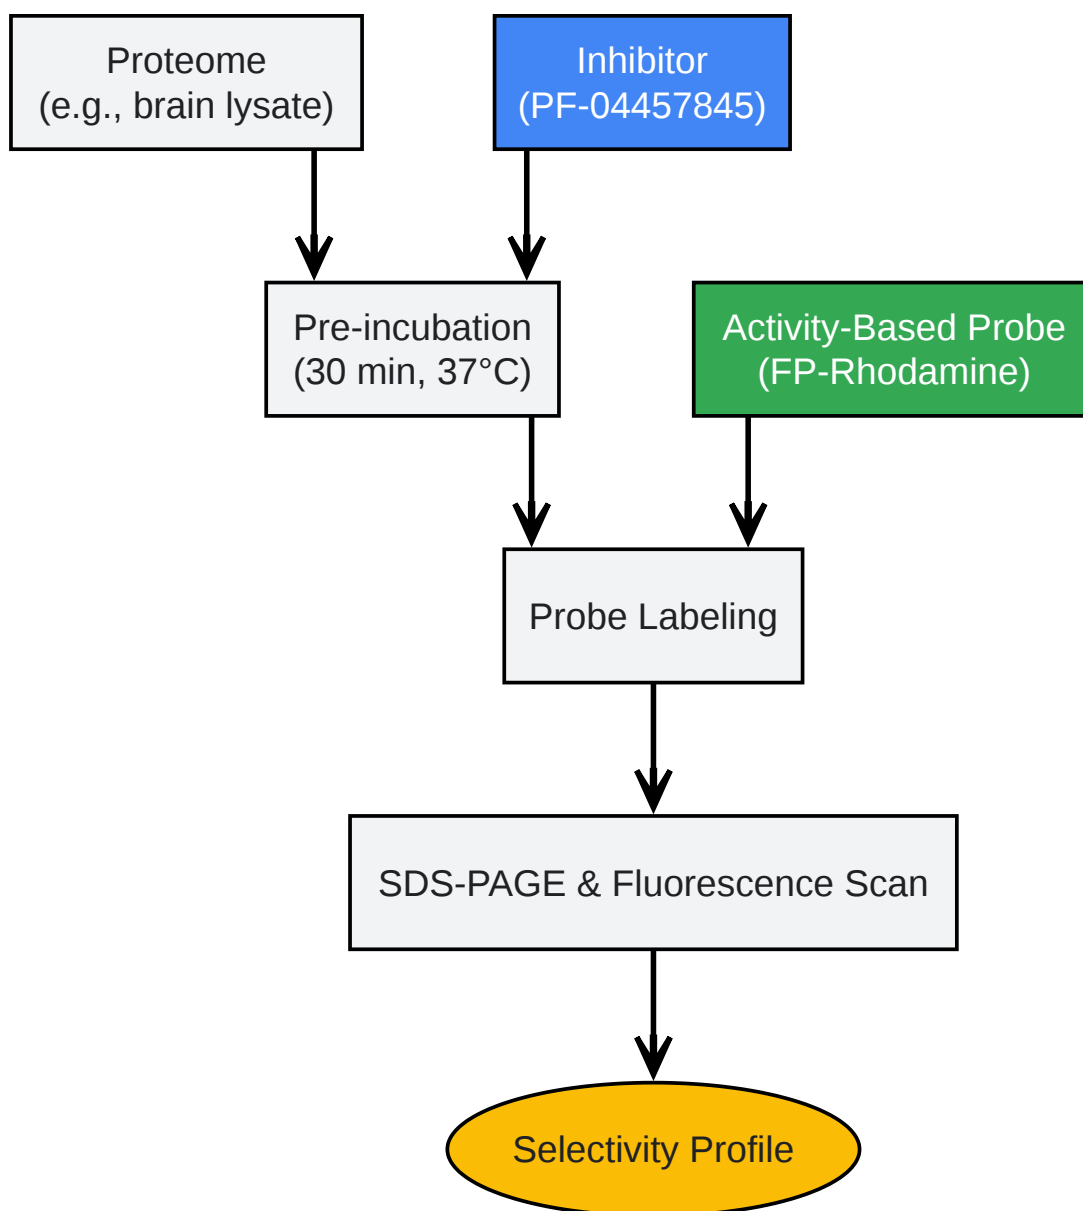 Proteome
(e.g., brain lysate)
Inhibitor
(PF-04457845)
Pre-incubation
(30 min, 37°C)
Activity-Based Probe
(FP-Rhodamine)
Probe Labeling
SDS-PAGE & Fluorescence Scan
Selectivity Profile